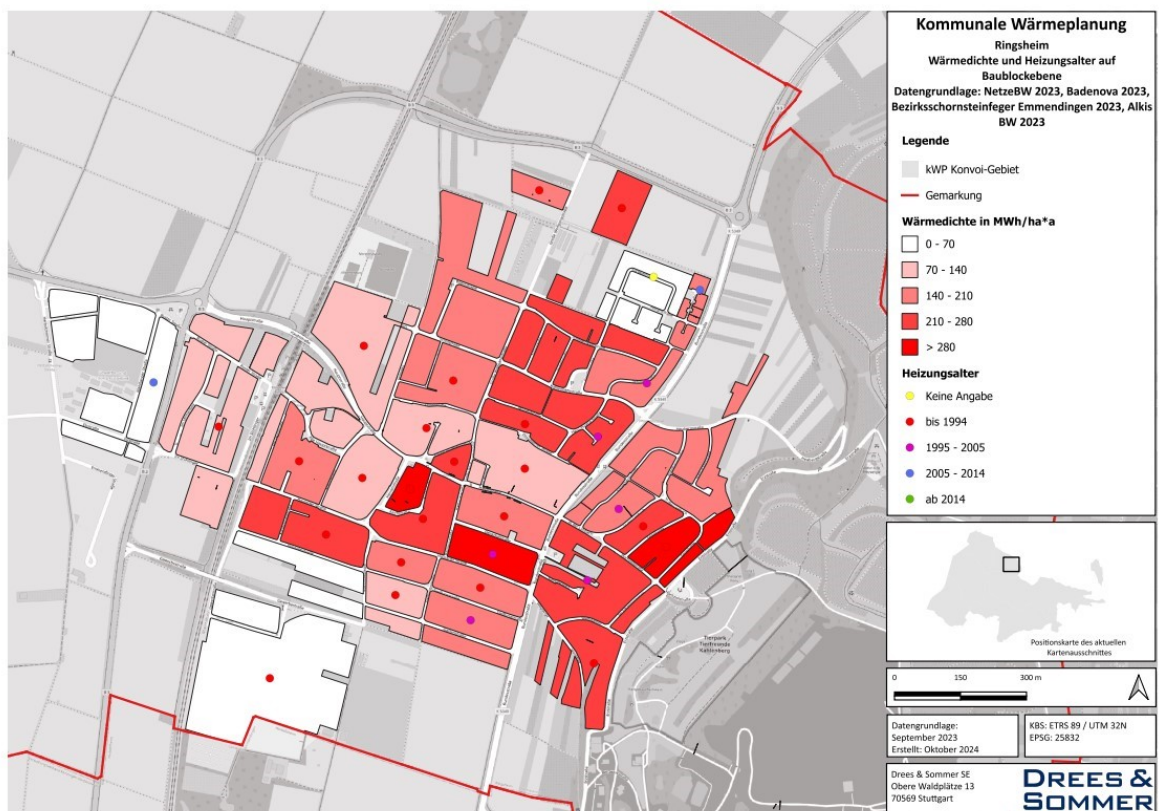 Kommunale Wärmeplanung
Ringsheim
Wärmedichte und Heizungsalter auf
Baublockebene
Datengrundlage: NetzeBW 2023, Badenova 2023,
Bezirksschornsteinfeger Emmendingen 2023, Alkis
BW 2023
Legende
kWP Konvoi-Gebiet
Gemarkung
Wärmedichte in MWh/ha*a
0 - 70
70 - 140
140 - 210
210 - 280
> 280
Heizungsalter
Keine Angabe
bis 1994
1995 - 2005
2005 - 2014
ab 2014
Positionskarte des aktuellen
Kartenausschnittes
0 150 300 m
Datengrundlage:
September 2023
Erstellt: Oktober 2024
KBS: ETRS 89 / UTM 32N
EPSG: 25832
Drees & Sommer SE
Obere Waldplätze 13
70569 Stuttgart
DREES &
SOMMER
Tierpark